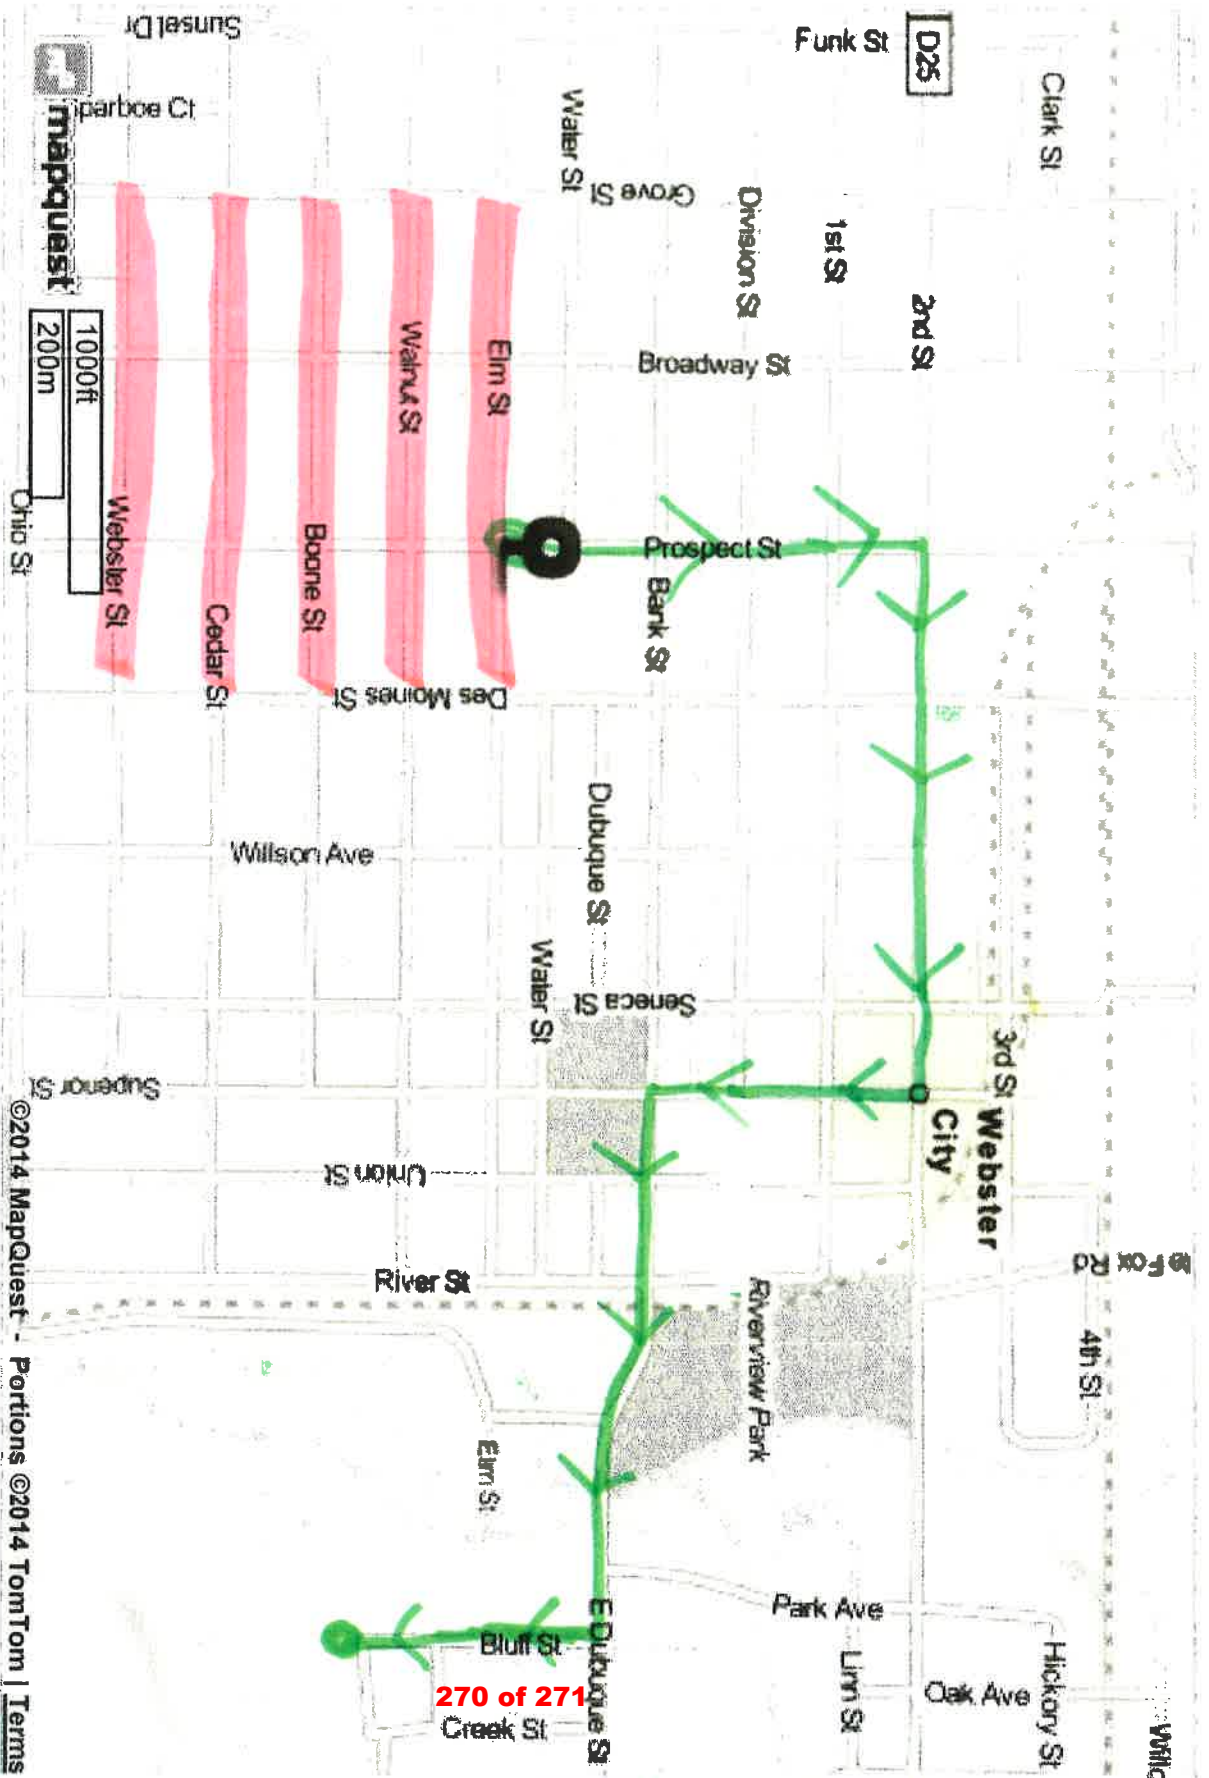 Sunset Dr
Funk St
D25
Clark St
parboe Ct
mapquest
Water St
Grove St
Division St
1st St
2nd St
Broadway St
Elm St
Walnut St
1000ft
200m
Ohio St
Webster St
Cedar St
Boone St
Prospect St
Bank St
Des Moines St
Willson Ave
Dubuque St
Water St
Seneca St
3rd St
Webster
City
Superior St
Union St
River St
Riverview Park
Fox
Rd
4th St
Elm St
Park Ave
E Dubuque St
Bluff St
270 of 271
Creek St
Linn St
Oak Ave
Hickory St
©2014 MapQuest - Portions ©2014 TomTom | Terms